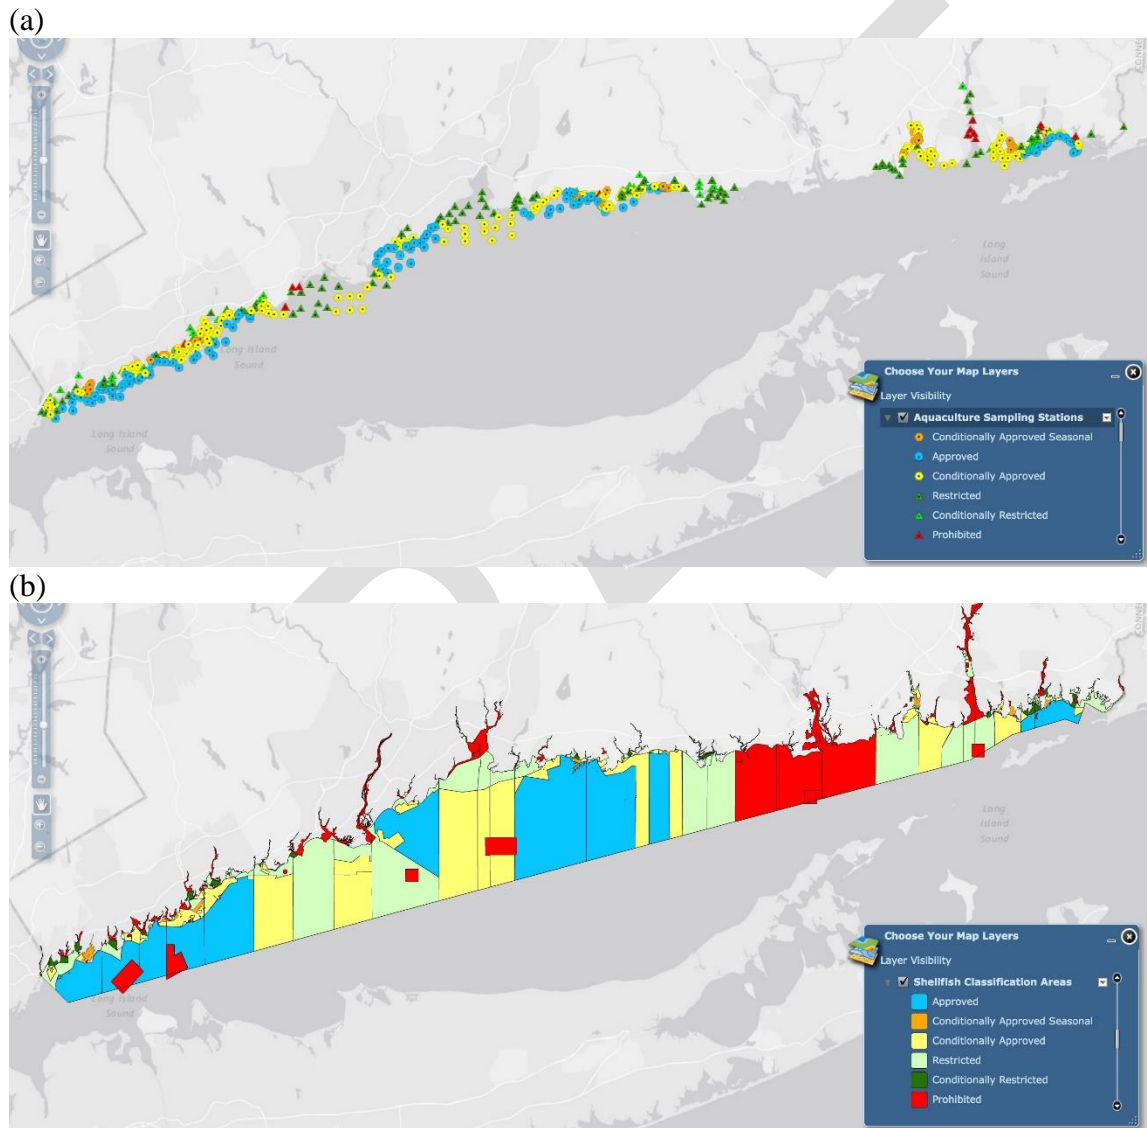 (a)
CONNE
Long
Island
Sound
Long Island
Sound
Long Island
Sound
Choose Your Map Layers
Layer Visibility
Aquaculture Sampling Stations
Conditionally Approved Seasonal
Approved
Conditionally Approved
Restricted
Conditionally Restricted
Prohibited
(b)
CONNE
Long
Island
Sound
Long Island
Sound
Choose Your Map Layers
Layer Visibility
Shellfish Classification Areas
Approved
Conditionally Approved Seasonal
Conditionally Approved
Restricted
Conditionally Restricted
Prohibited